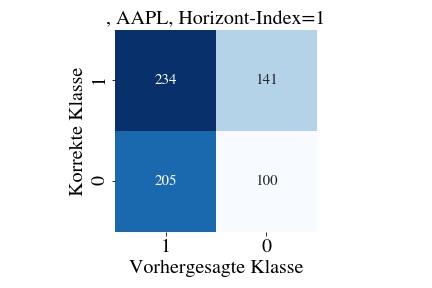 , AAPL, Horizont-Index=1
Korrekte Klasse
1
234
141
0
205
100
1
0
Vorhergesagte Klasse